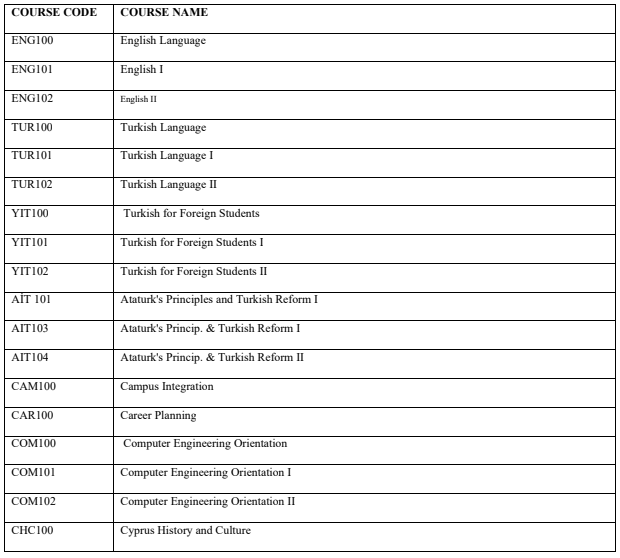 COURSE CODE COURSE NAME
ENG100 English Language
ENG101 English I
ENG102 English II
TUR100 Turkish Language
TUR101 Turkish Language I
TUR102 Turkish Language II
YIT100 Turkish for Foreign Students
YIT101 Turkish for Foreign Students I
YIT102 Turkish for Foreign Students II
AİT 101 Ataturk's Principles and Turkish Reform I
AIT103 Ataturk's Princip. & Turkish Reform I
AIT104 Ataturk's Princip. & Turkish Reform II
CAM100 Campus Integration
CAR100 Career Planning
COM100 Computer Engineering Orientation
COM101 Computer Engineering Orientation I
COM102 Computer Engineering Orientation II
CHC100 Cyprus History and Culture